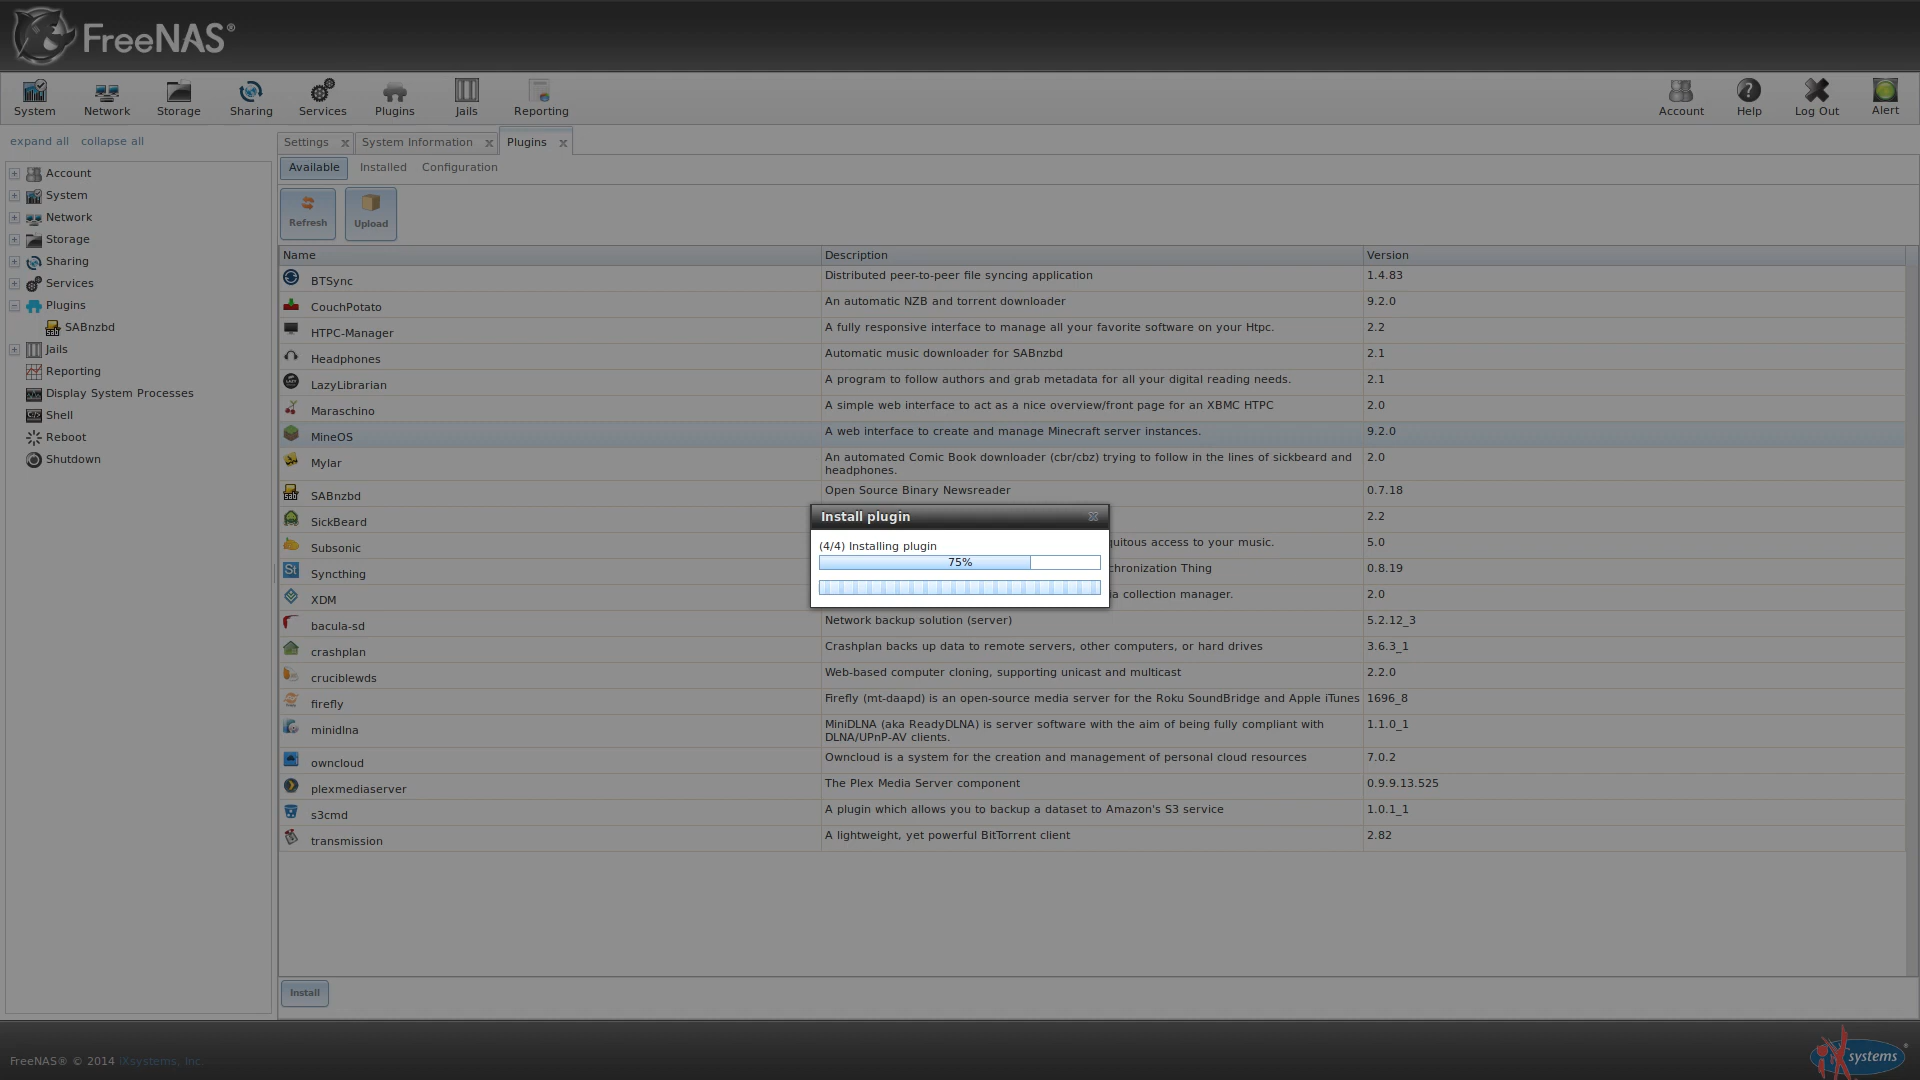 FreeNAS®
System Network Storage Sharing Services Plugins Jails Reporting Account Help Log Out Alert
expand all collapse all
Account
System
Network
Storage
Sharing
Services
Plugins
SABnzbd
Jails
Reporting
Display System Processes
Shell
Reboot
Shutdown
Settings System Information Plugins
Available Installed Configuration
Refresh Upload
Name Description Version
BTSync Distributed peer-to-peer file syncing application 1.4.83
CouchPotato An automatic NZB and torrent downloader 9.2.0
HTPC-Manager A fully responsive interface to manage all your favorite software on your Htpc. 2.2
Headphones Automatic music downloader for SABnzbd 2.1
LazyLibrarian A program to follow authors and grab metadata for all your digital reading needs. 2.1
Maraschino A simple web interface to act as a nice overview/front page for an XBMC HTPC 2.0
MineOS A web interface to create and manage Minecraft server instances. 9.2.0
Mylar An automated Comic Book downloader (cbr/cbz) trying to follow in the lines of sickbeard and 2.0
headphones.
SABnzbd Open Source Binary Newsreader 0.7.18
SickBeard 2.2
Subsonic quitous access to your music. 5.0
Syncthing chronization Thing 0.8.19
XDM a collection manager. 2.0
Install plugin
(4/4) Installing plugin
75%
bacula-sd Network backup solution (server) 5.2.12_3
crashplan Crashplan backs up data to remote servers, other computers, or hard drives 3.6.3_1
cruciblewds Web-based computer cloning, supporting unicast and multicast 2.2.0
firefly Firefly (mt-daapd) is an open-source media server for the Roku SoundBridge and Apple iTunes 1696_8
minidlna MiniDLNA (aka ReadyDLNA) is server software with the aim of being fully compliant with 1.1.0_1
DLNA/UPnP-AV clients.
owncloud Owncloud is a system for the creation and management of personal cloud resources 7.0.2
plexmediaserver The Plex Media Server component 0.9.9.13.525
s3cmd A plugin which allows you to backup a dataset to Amazon's S3 service 1.0.1_1
transmission A lightweight, yet powerful BitTorrent client 2.82
Install
FreeNAS® © 2014 iXsystems, Inc.
iXsystems®